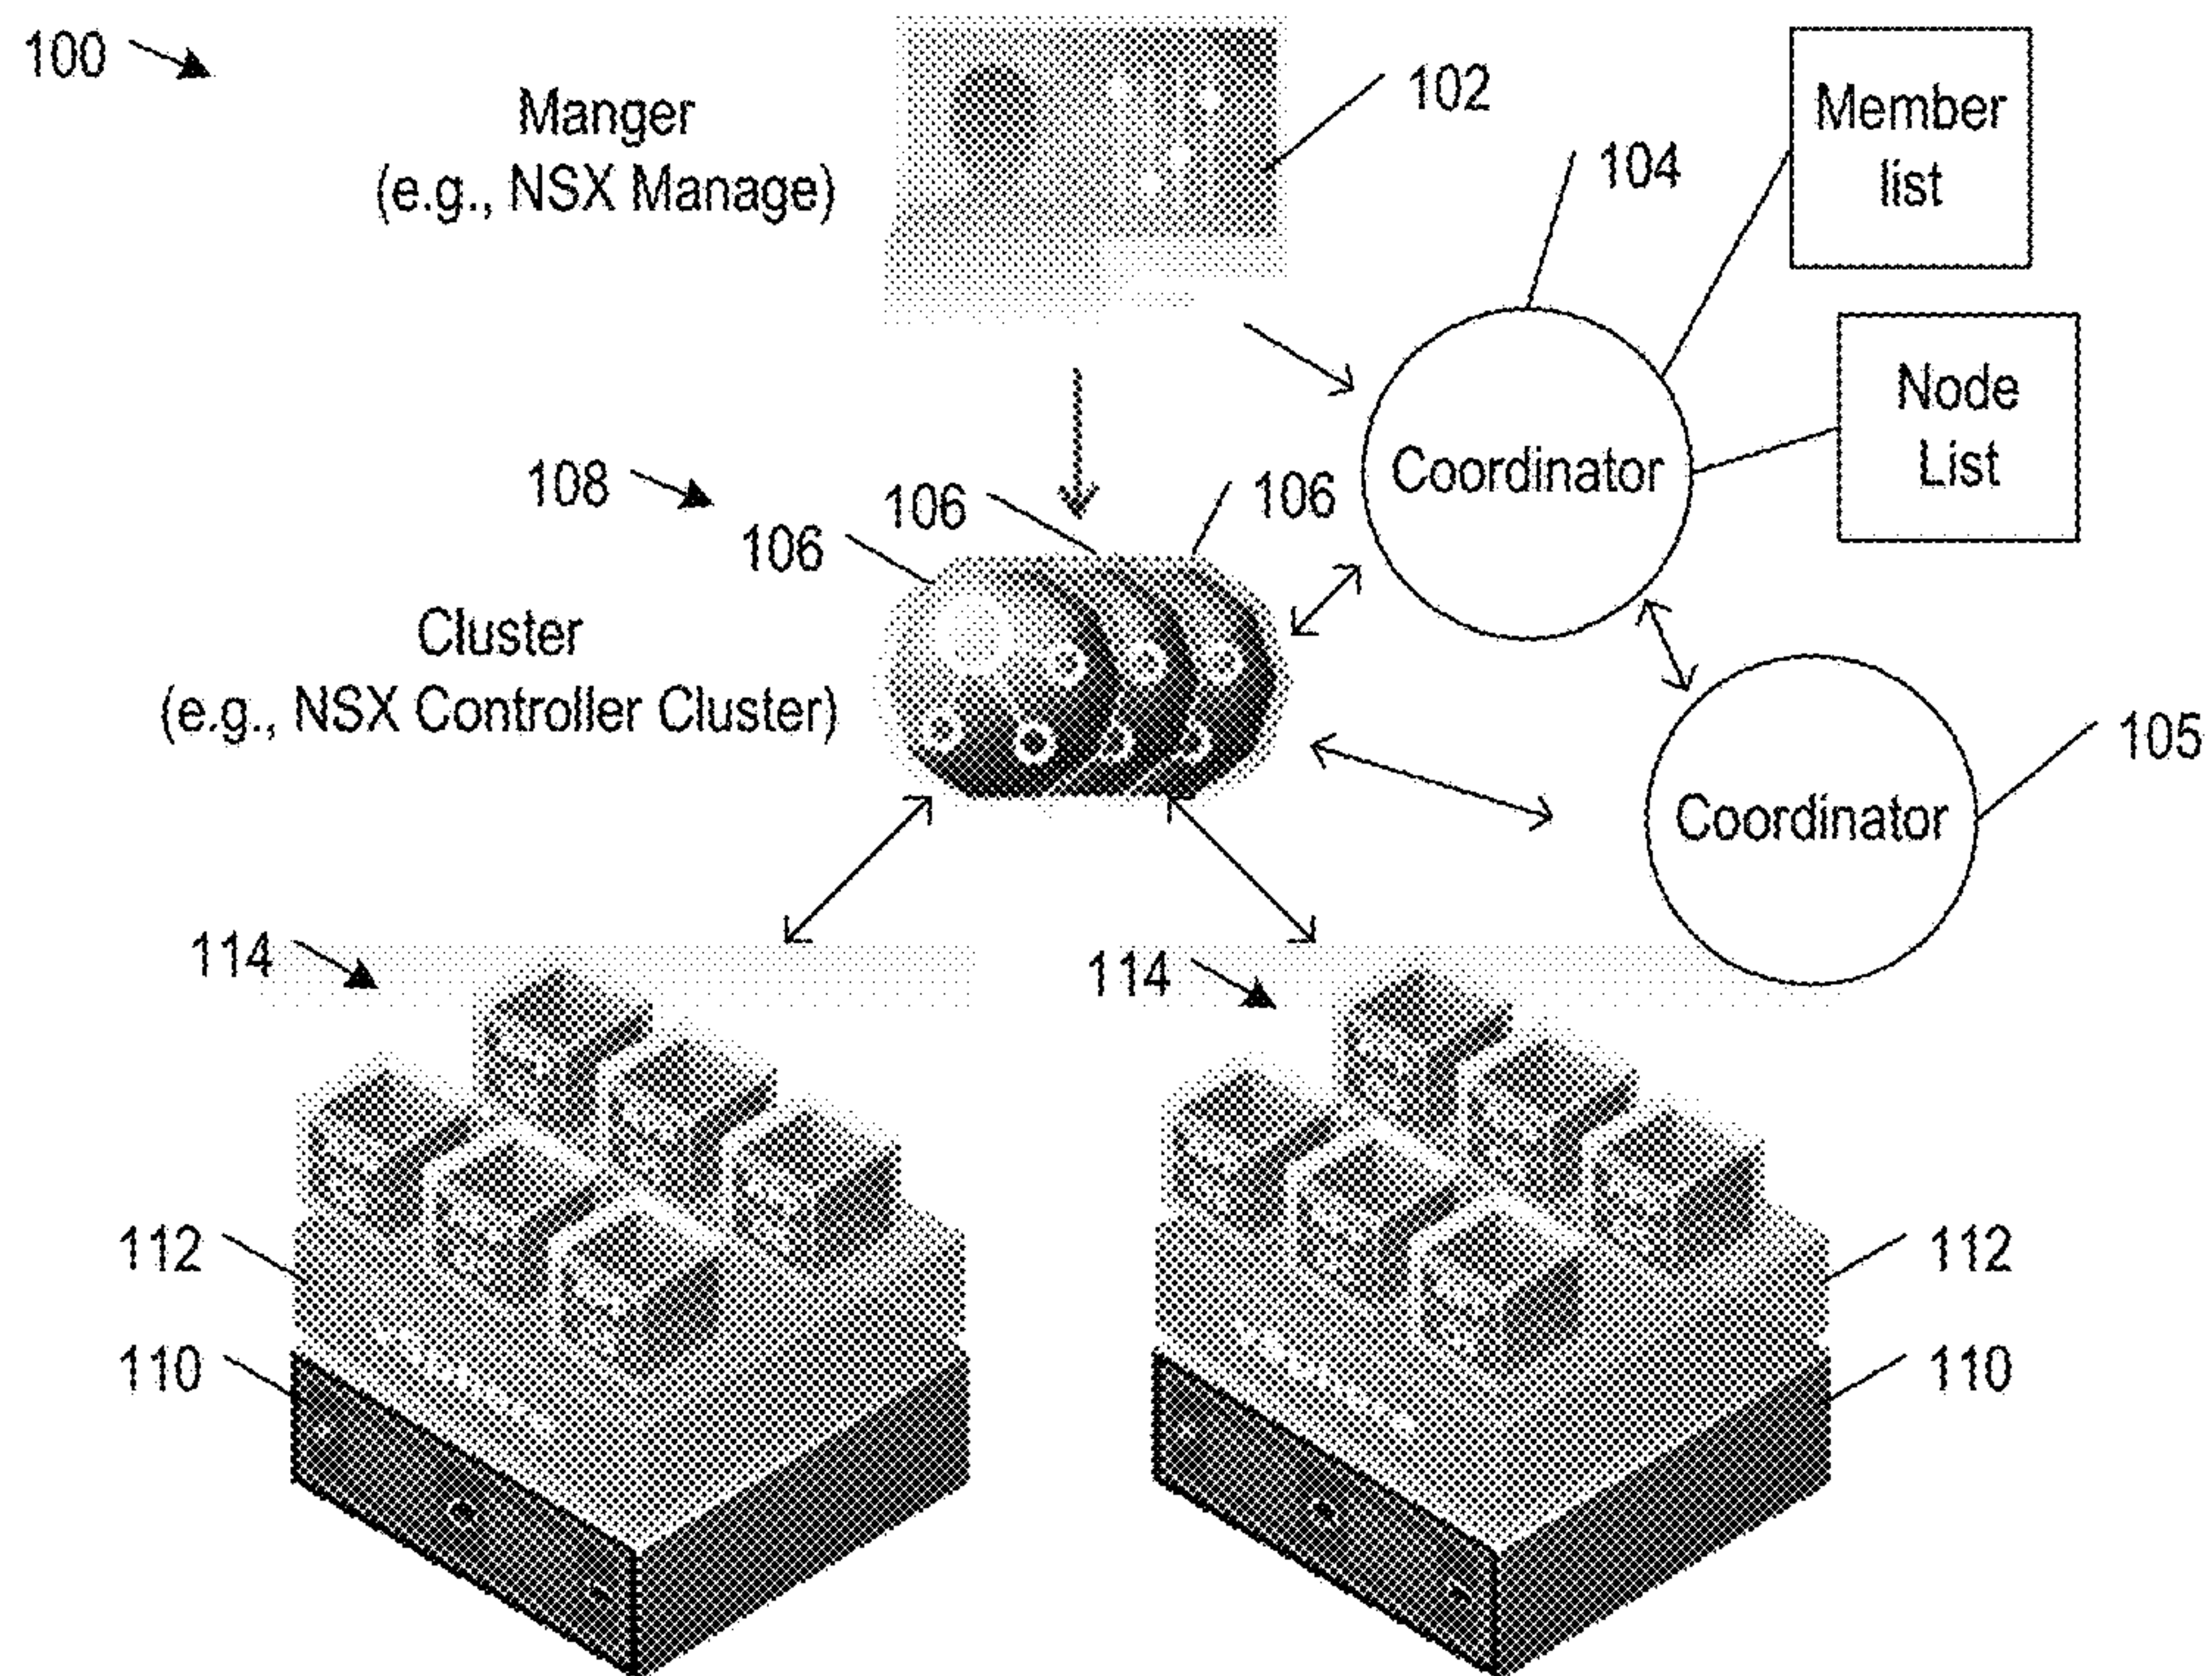 100
Manger
(e.g., NSX Manage)
102
104
Member
list
Node
List
Coordinator
108
106
106
106
Cluster
(e.g., NSX Controller Cluster)
105
Coordinator
114
114
112
112
110
110